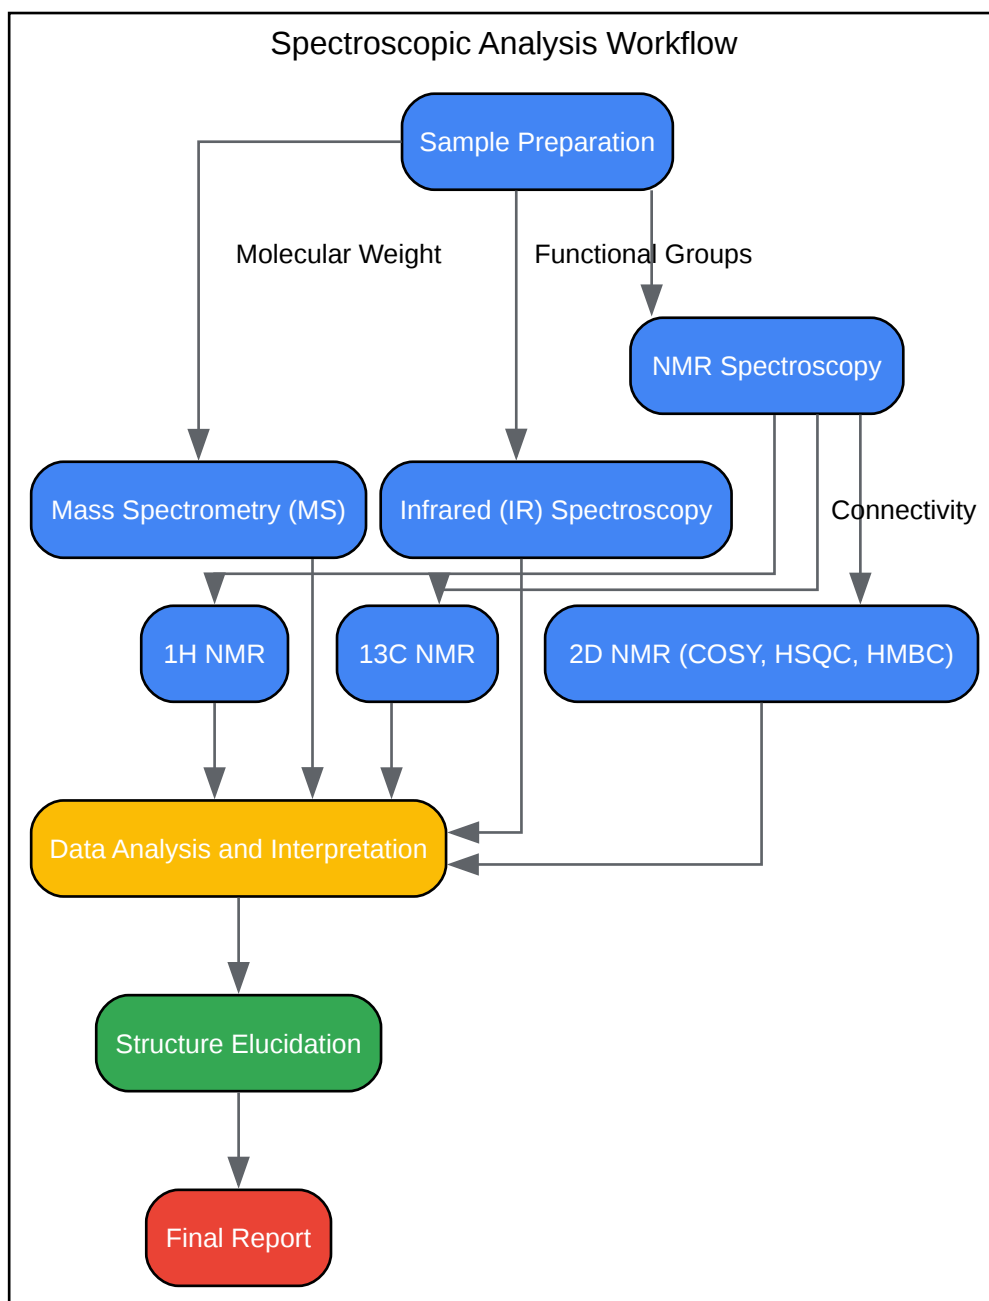 Spectroscopic Analysis Workflow
Sample Preparation
Molecular Weight
Functional Groups
NMR Spectroscopy
Mass Spectrometry (MS)
Infrared (IR) Spectroscopy
Connectivity
1H NMR
13C NMR
2D NMR (COSY, HSQC, HMBC)
Data Analysis and Interpretation
Structure Elucidation
Final Report